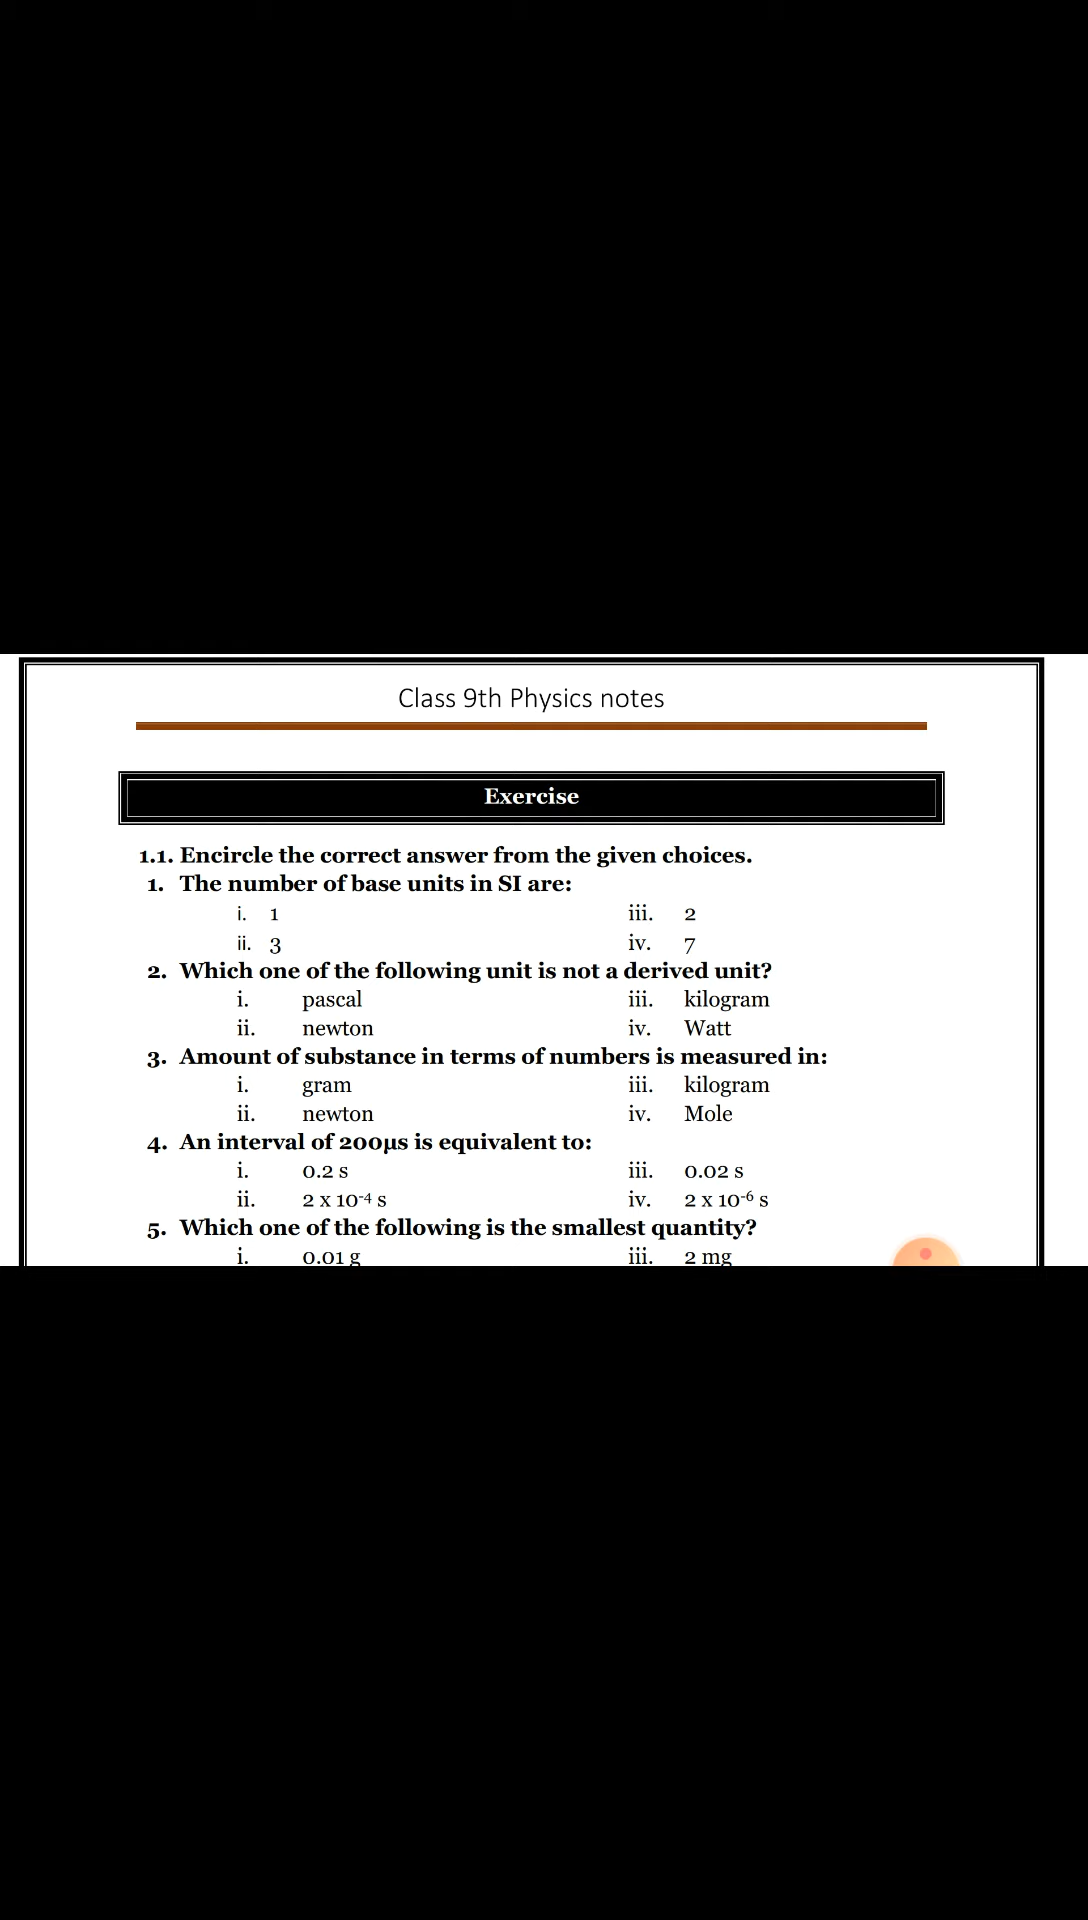 Class 9th Physics notes
Exercise
1.1. Encircle the correct answer from the given choices.
1. The number of base units in SI are:
i. 1 iii. 2
ii. 3 iv. 7
2. Which one of the following unit is not a derived unit?
i. pascal iii. kilogram
ii. newton iv. Watt
3. Amount of substance in terms of numbers is measured in:
i. gram iii. kilogram
ii. newton iv. Mole
4. An interval of 200μs is equivalent to:
i. 0.2 s iii. 0.02 s
ii. 2 x 10⁻⁴ s iv. 2 x 10⁻⁶ s
5. Which one of the following is the smallest quantity?
i. 0.01 g iii. 2 mg